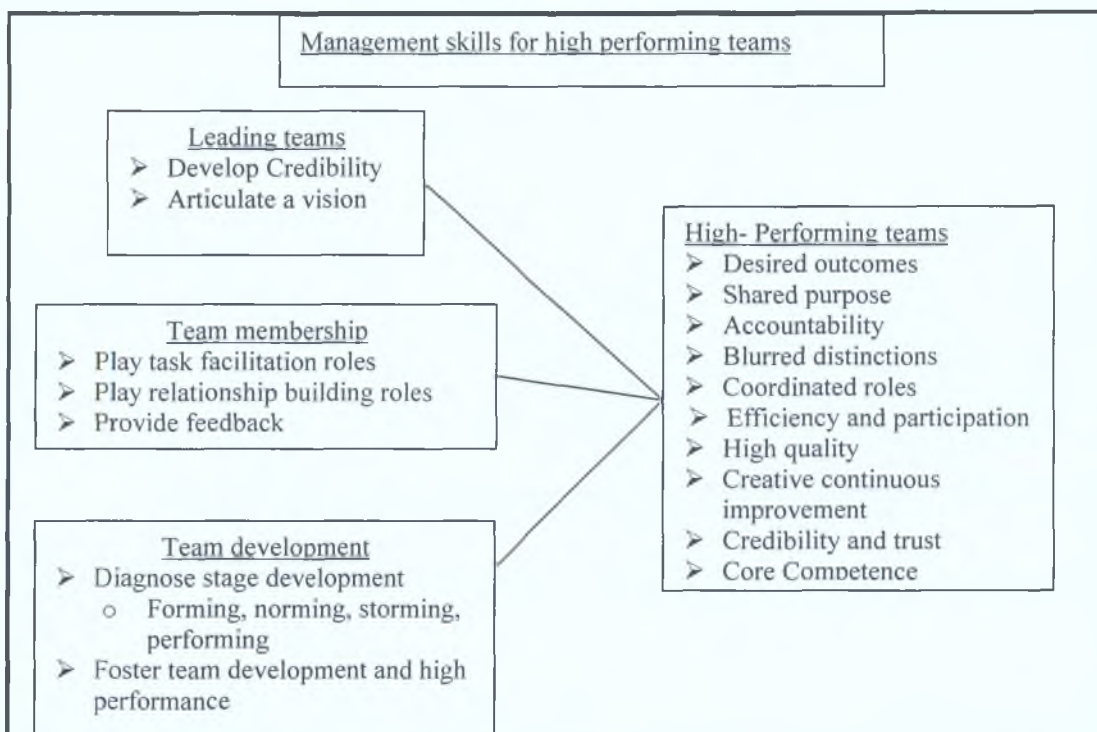 Management skills for high performing teams
Leading teams
➢ Develop Credibility
➢ Articulate a vision
Team membership
➢ Play task facilitation roles
➢ Play relationship building roles
➢ Provide feedback
Team development
➢ Diagnose stage development
o Forming, norming, storming,
performing
➢ Foster team development and high
performance
High- Performing teams
➢ Desired outcomes
➢ Shared purpose
➢ Accountability
➢ Blurred distinctions
➢ Coordinated roles
➢ Efficiency and participation
➢ High quality
➢ Creative continuous
improvement
➢ Credibility and trust
➢ Core Competence